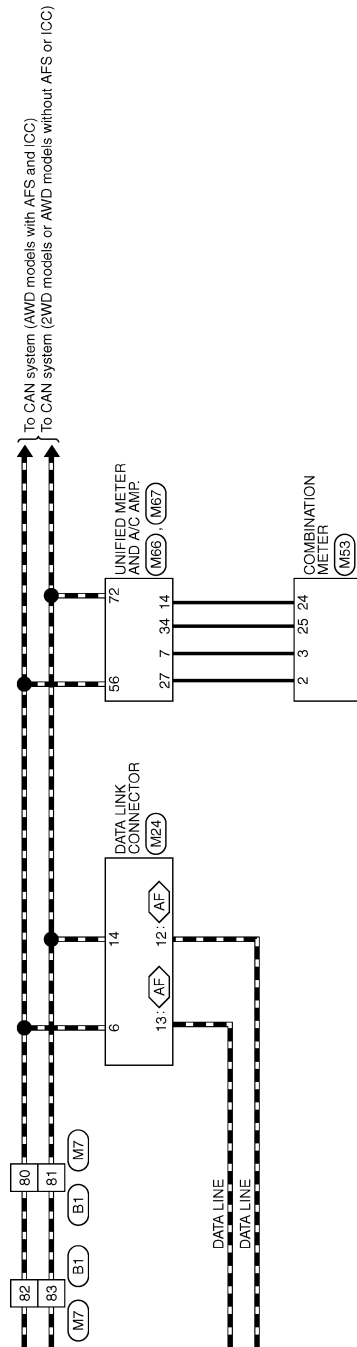 To CAN system (AWD models with AFS and ICC)
To CAN system (2WD models or AWD models without AFS or ICC)
UNIFIED METER
AND A/C AMP.
M66 , M67
56
72
27
7
34
14
COMBINATION
METER
M53
2
3
25
24
DATA LINK
CONNECTOR
M24
6
14
13: AF
12: AF
82
83
M7
B1
80
81
B1
M7
DATA LINE
DATA LINE